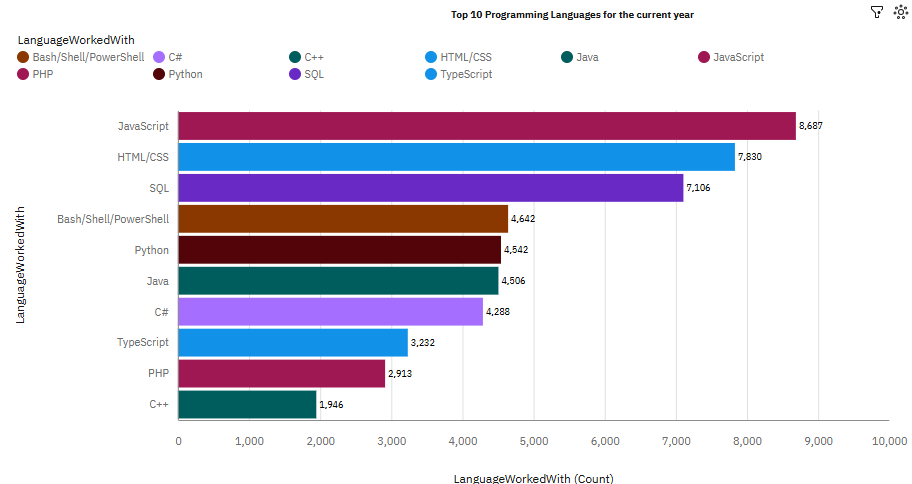 Top 10 Programming Languages for the current year
LanguageWorkedWith
Bash/Shell/PowerShell C# C++ HTML/CSS Java JavaScript
PHP Python SQL TypeScript
LanguageWorkedWith
JavaScript 8,687
HTML/CSS 7,830
SQL 7,106
Bash/Shell/PowerShell 4,642
Python 4,542
Java 4,506
C# 4,288
TypeScript 3,232
PHP 2,913
C++ 1,946
0 1,000 2,000 3,000 4,000 5,000 6,000 7,000 8,000 9,000 10,000
LanguageWorkedWith (Count)